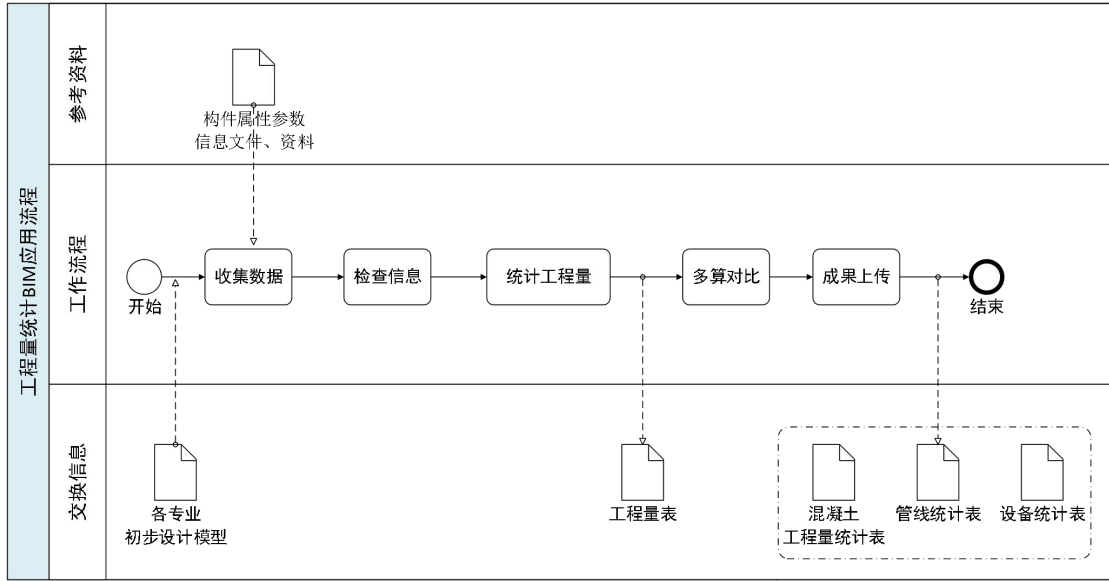 工程量统计BIM应用流程
参考资料
构件属性参数
信息文件、资料
工作流程
开始
收集数据
检查信息
统计工程量
多算对比
成果上传
结束
交换信息
各专业
初步设计模型
工程量表
混凝土
工程量统计表
管线统计表
设备统计表